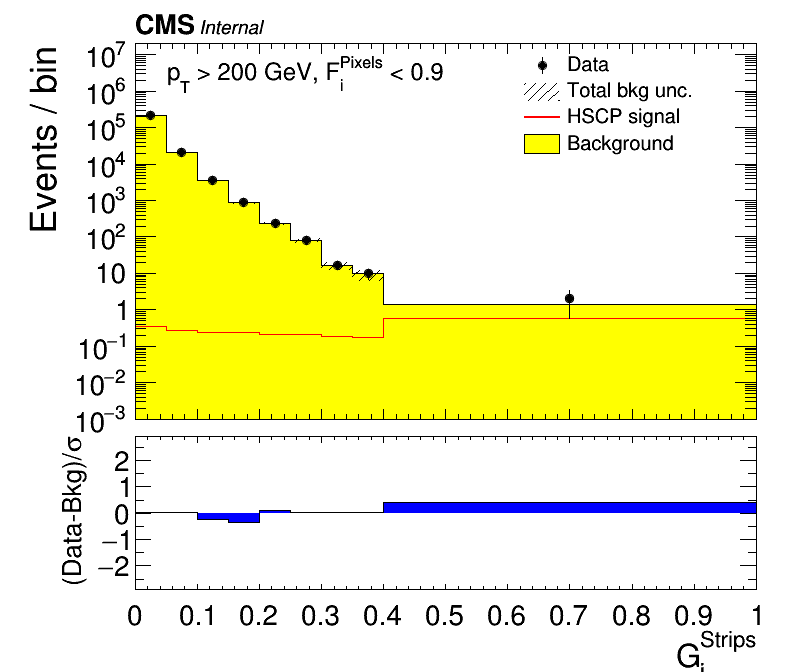 CMS Internal
p_T > 200 GeV, F_i^Pixels < 0.9
Data
Total bkg unc.
HSCP signal
Background
Events / bin
10^7
10^6
10^5
10^4
10^3
10^2
10
1
10^−1
10^−2
10^−3
(Data-Bkg)/σ
2
1
0
−1
−2
0 0.1 0.2 0.3 0.4 0.5 0.6 0.7 0.8 0.9 1
G_i^Strips